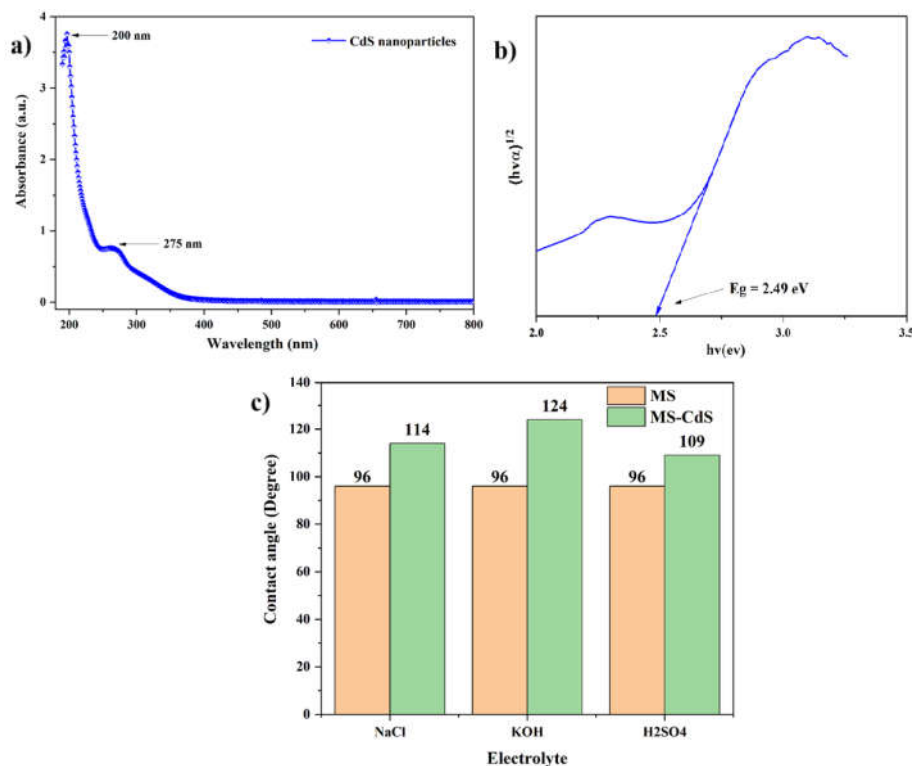 a)
4
3
2
1
0
200
300
400
500
600
700
800
200 nm
275 nm
CdS nanoparticles
Absorbance (a.u.)
Wavelength (nm)
b)
(hνα)1/2
Eg = 2.49 eV
2.0
2.5
3.0
3.5
hν(ev)
c)
140
120
100
80
60
40
20
0
MS
MS-CdS
96
114
96
124
96
109
Contact angle (Degree)
NaCl
KOH
H2SO4
Electrolyte